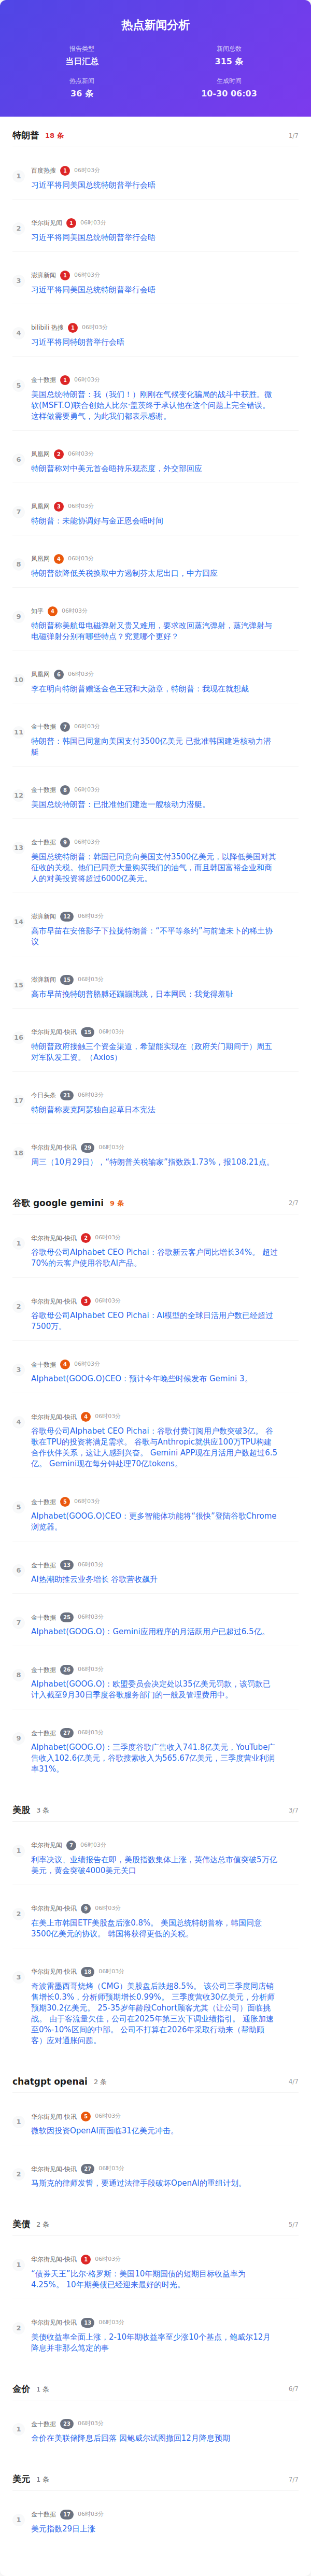 热点新闻分析
报告类型
当日汇总
新闻总数
315 条
热点新闻
36 条
生成时间
10-30 06:03
特朗普 18 条 1/7
1 百度热搜 1 06时03分
习近平将同美国总统特朗普举行会晤
2 华尔街见闻 1 06时03分
习近平将同美国总统特朗普举行会晤
3 澎湃新闻 1 06时03分
习近平将同美国总统特朗普举行会晤
4 bilibili 热搜 1 06时03分
习近平将同特朗普举行会晤
5 金十数据 1 06时03分
美国总统特朗普：我（我们！）刚刚在气候变化骗局的战斗中获胜。微
软(MSFT.O)联合创始人比尔·盖茨终于承认他在这个问题上完全错误。
这样做需要勇气，为此我们都表示感谢。
6 凤凰网 2 06时03分
特朗普称对中美元首会晤持乐观态度，外交部回应
7 凤凰网 3 06时03分
特朗普：未能协调好与金正恩会晤时间
8 凤凰网 4 06时03分
特朗普欲降低关税换取中方遏制芬太尼出口，中方回应
9 知乎 4 06时03分
特朗普称美航母电磁弹射又贵又难用，要求改回蒸汽弹射，蒸汽弹射与
电磁弹射分别有哪些特点？究竟哪个更好？
10 凤凰网 6 06时03分
李在明向特朗普赠送金色王冠和大勋章，特朗普：我现在就想戴
11 金十数据 7 06时03分
特朗普：韩国已同意向美国支付3500亿美元 已批准韩国建造核动力潜
艇
12 金十数据 8 06时03分
美国总统特朗普：已批准他们建造一艘核动力潜艇。
13 金十数据 9 06时03分
美国总统特朗普：韩国已同意向美国支付3500亿美元，以降低美国对其
征收的关税。他们已同意大量购买我们的油气，而且韩国富裕企业和商
人的对美投资将超过6000亿美元。
14 澎湃新闻 12 06时03分
高市早苗在安倍影子下拉拢特朗普：“不平等条约”与前途未卜的稀土协
议
15 澎湃新闻 15 06时03分
高市早苗挽特朗普胳膊还蹦蹦跳跳，日本网民：我觉得羞耻
16 华尔街见闻-快讯 15 06时03分
特朗普政府接触三个资金渠道，希望能实现在（政府关门期间于）周五
对军队发工资。（Axios）
17 今日头条 21 06时03分
特朗普称麦克阿瑟独自起草日本宪法
18 华尔街见闻-快讯 29 06时03分
周三（10月29日），“特朗普关税输家”指数跌1.73%，报108.21点。
谷歌 google gemini 9 条 2/7
1 华尔街见闻-快讯 2 06时03分
谷歌母公司Alphabet CEO Pichai：谷歌新云客户同比增长34%。 超过
70%的云客户使用谷歌AI产品。
2 华尔街见闻-快讯 3 06时03分
谷歌母公司Alphabet CEO Pichai：AI模型的全球日活用户数已经超过
7500万。
3 金十数据 4 06时03分
Alphabet(GOOG.O)CEO：预计今年晚些时候发布 Gemini 3。
4 华尔街见闻-快讯 4 06时03分
谷歌母公司Alphabet CEO Pichai：谷歌付费订阅用户数突破3亿。 谷
歌在TPU的投资将满足需求。 谷歌与Anthropic就供应100万TPU构建
合作伙伴关系，这让人感到兴奋。 Gemini APP现在月活用户数超过6.5
亿。 Gemini现在每分钟处理70亿tokens。
5 金十数据 5 06时03分
Alphabet(GOOG.O)CEO：更多智能体功能将“很快”登陆谷歌Chrome
浏览器。
6 金十数据 13 06时03分
AI热潮助推云业务增长 谷歌营收飙升
7 金十数据 25 06时03分
Alphabet(GOOG.O)：Gemini应用程序的月活跃用户已超过6.5亿。
8 金十数据 26 06时03分
Alphabet(GOOG.O)：欧盟委员会决定处以35亿美元罚款，该罚款已
计入截至9月30日季度谷歌服务部门的一般及管理费用中。
9 金十数据 27 06时03分
Alphabet(GOOG.O)：三季度谷歌广告收入741.8亿美元，YouTube广
告收入102.6亿美元，谷歌搜索收入为565.67亿美元，三季度营业利润
率31%。
美股 3 条 3/7
1 华尔街见闻 7 06时03分
利率决议、业绩报告在即，美股指数集体上涨，英伟达总市值突破5万亿
美元，黄金突破4000美元关口
2 华尔街见闻-快讯 9 06时03分
在美上市韩国ETF美股盘后涨0.8%。 美国总统特朗普称，韩国同意
3500亿美元的协议。 韩国将获得更低的关税。
3 华尔街见闻-快讯 18 06时03分
奇波雷墨西哥烧烤（CMG）美股盘后跌超8.5%。 该公司三季度同店销
售增长0.3%，分析师预期增长0.99%。 三季度营收30亿美元，分析师
预期30.2亿美元。 25-35岁年龄段Cohort顾客尤其（让公司）面临挑
战。 由于客流量欠佳，公司在2025年第三次下调业绩指引。 通胀加速
至0%-10%区间的中部。 公司不打算在2026年采取行动来（帮助顾
客）应对通胀问题。
chatgpt openai 2 条 4/7
1 华尔街见闻-快讯 5 06时03分
微软因投资OpenAI而面临31亿美元冲击。
2 华尔街见闻-快讯 27 06时03分
马斯克的律师发誓，要通过法律手段破坏OpenAI的重组计划。
美债 2 条 5/7
1 华尔街见闻-快讯 1 06时03分
“债券天王”比尔·格罗斯：美国10年期国债的短期目标收益率为
4.25%。 10年期美债已经迎来最好的时光。
2 华尔街见闻-快讯 13 06时03分
美债收益率全面上涨，2-10年期收益率至少涨10个基点，鲍威尔12月
降息并非那么笃定的事
金价 1 条 6/7
1 金十数据 23 06时03分
金价在美联储降息后回落 因鲍威尔试图撤回12月降息预期
美元 1 条 7/7
1 金十数据 17 06时03分
美元指数29日上涨